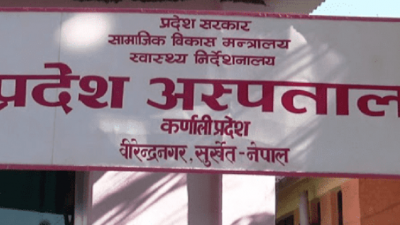 प्रदेश सरकार
सामाजिक विकास मन्त्रालय
स्वास्थ्य निर्देशनालय
प्रदेश अस्पताल
कर्णाली प्रदेश
वीरेन्द्रनगर, सुर्खेत-नेपाल